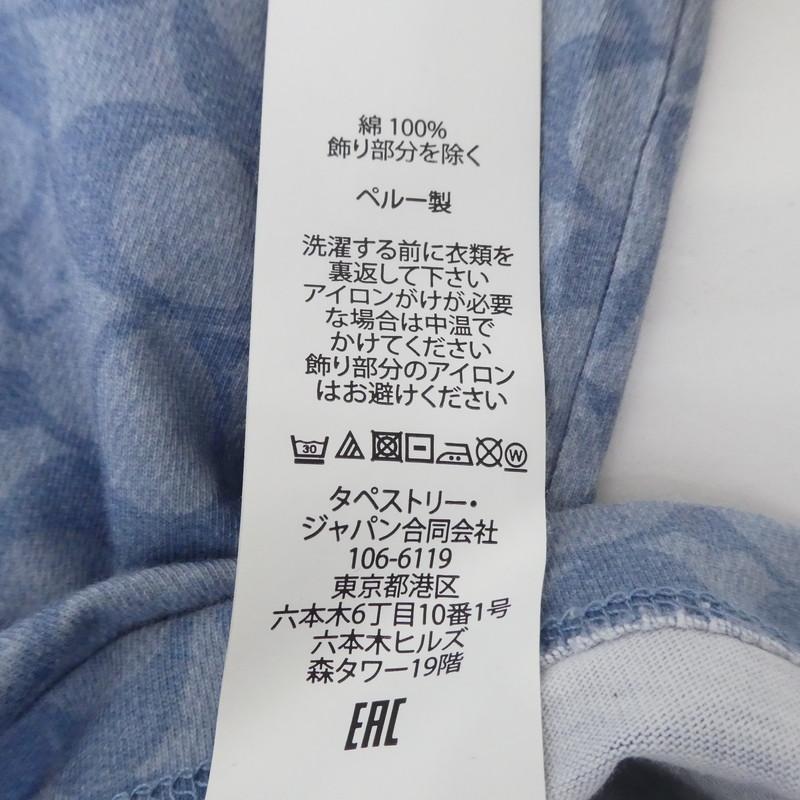 綿 100%
飾り部分を除く
ペルー製
洗濯する前に衣類を
裏返して下さい
アイロンがけが必要
な場合は中温で
かけてください
飾り部分のアイロン
はお避けください
30
W
タペストリー・
ジャパン合同会社
106-6119
東京都港区
六本木6丁目10番1号
六本木ヒルズ
森タワー19階
EAC